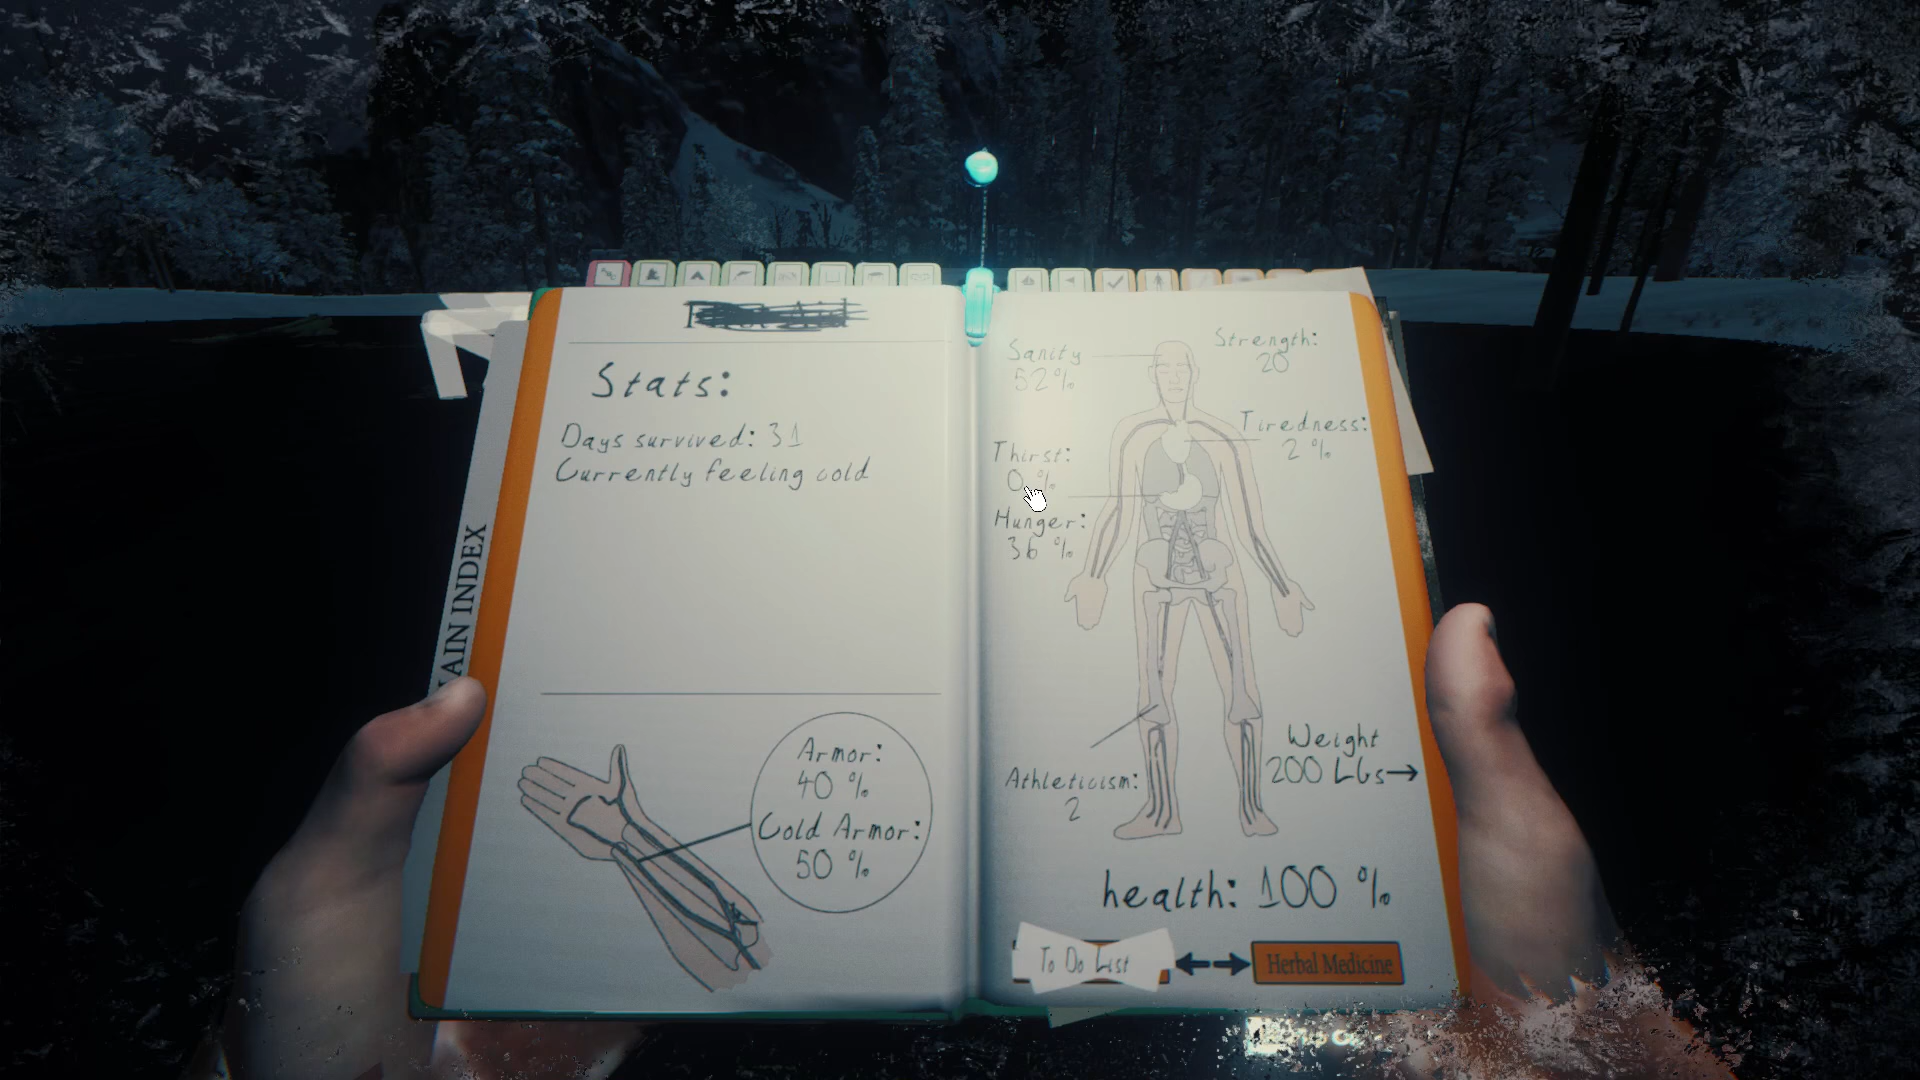 Stats:
Days survived: 31
Currently feeling cold
Armor:
40 %
Cold Armor:
50 %
Sanity
52%
Strength:
20
Tiredness:
2 %
Thirst:
0 %
Hunger:
36 %
Weight
200 LBs
Athleticism:
2
health: 100 %
To Do List
Herbal Medicine
AIN INDEX